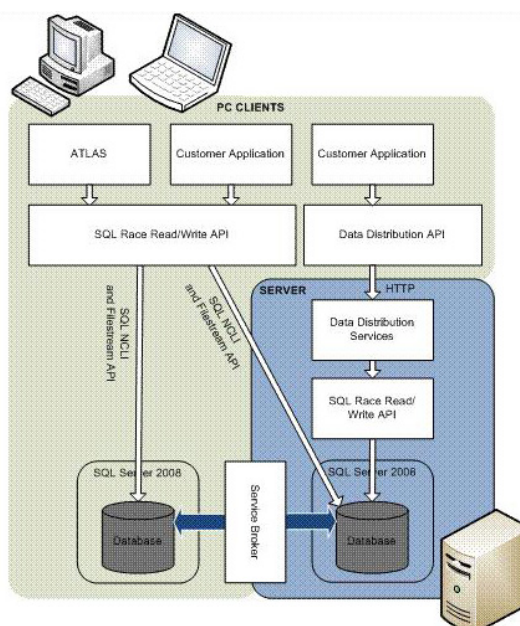 PC CLIENTS
ATLAS
Customer Application
Customer Application
SQL Race Read/Write API
Data Distribution API
SERVER
HTTP
SQL NCLI
and Filestream API
SQL NCLI
and Filestream API
Data Distribution
Services
SQL Race Read/
Write API
SQL Server 2008
SQL Server 2008
Service Broker
Database
Database